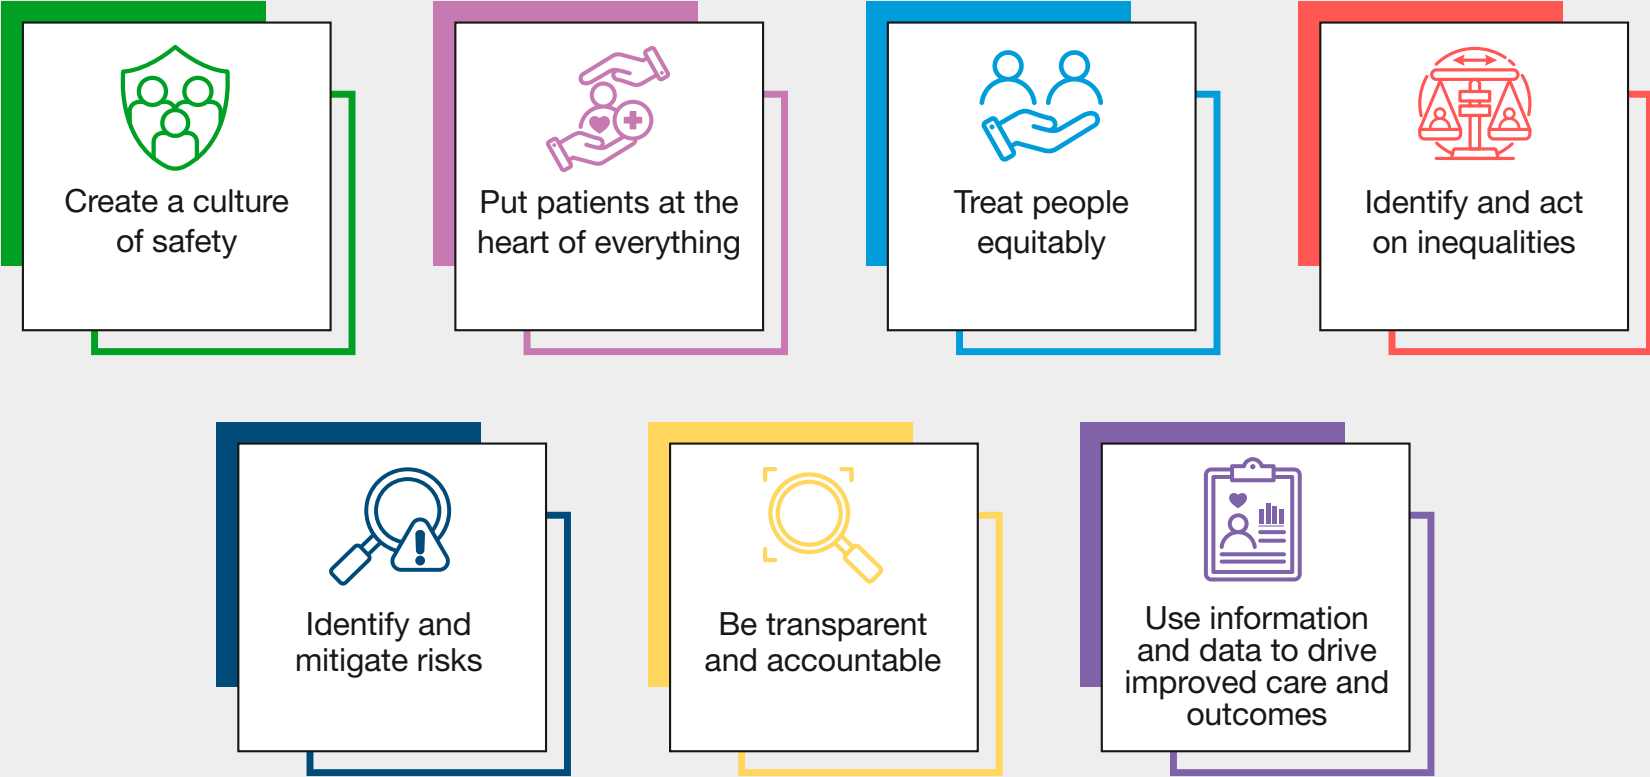 Create a culture
of safety
Put patients at the
heart of everything
Treat people
equitably
Identify and act
on inequalities
Identify and
mitigate risks
Be transparent
and accountable
Use information
and data to drive
improved care and
outcomes